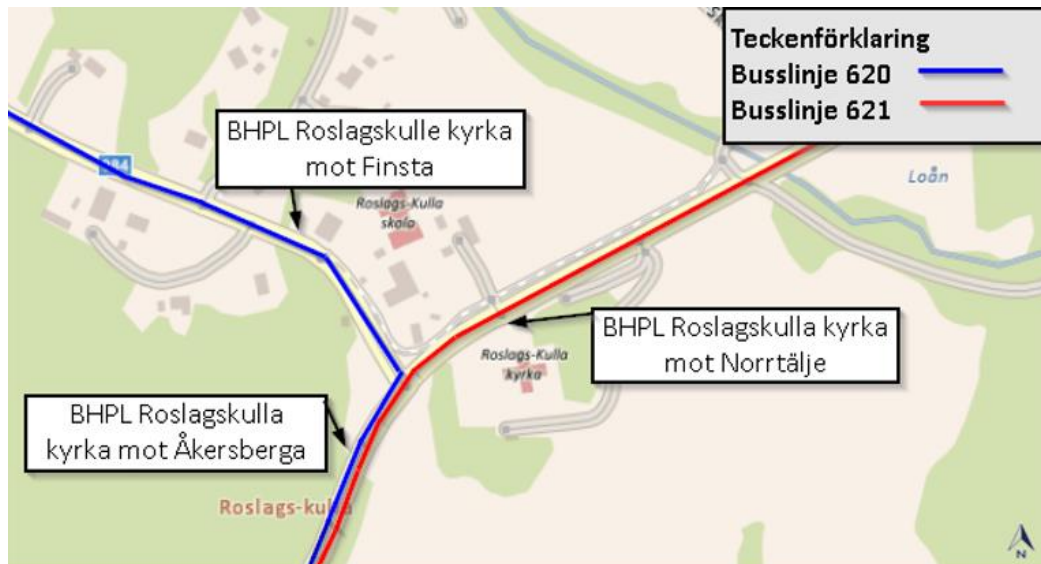 Teckenförklaring
Busslinje 620
Busslinje 621
BHPL Roslagskulle kyrka
mot Finsta
284
Roslags-Kulla
skola
Loån
BHPL Roslagskulla kyrka
mot Norrtälje
Roslags-Kulla
kyrka
BHPL Roslagskulla
kyrka mot Åkersberga
Roslags-kulla
N